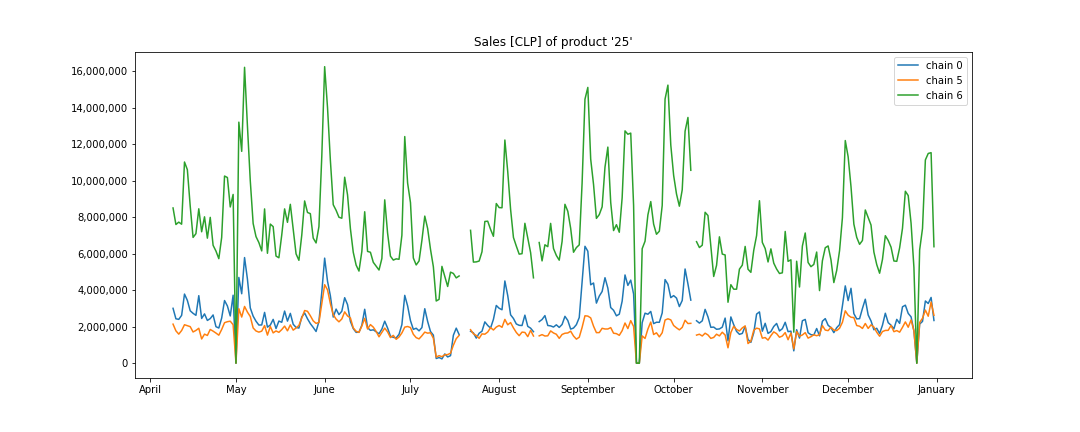 Sales [CLP] of product '25'
chain 0
chain 5
chain 6
16,000,000
14,000,000
12,000,000
10,000,000
8,000,000
6,000,000
4,000,000
2,000,000
0
April May June July August September October November December January